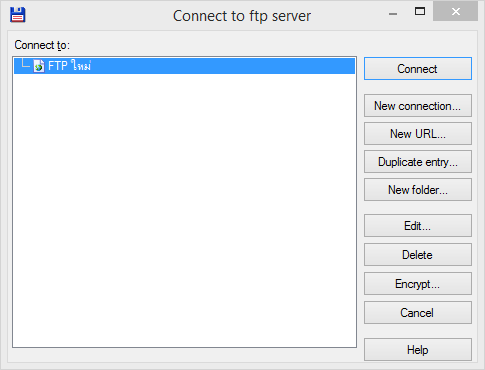 Connect to ftp server
Connect to:
FTP ใหม่
Connect
New connection...
New URL...
Duplicate entry...
New folder...
Edit...
Delete
Encrypt...
Cancel
Help